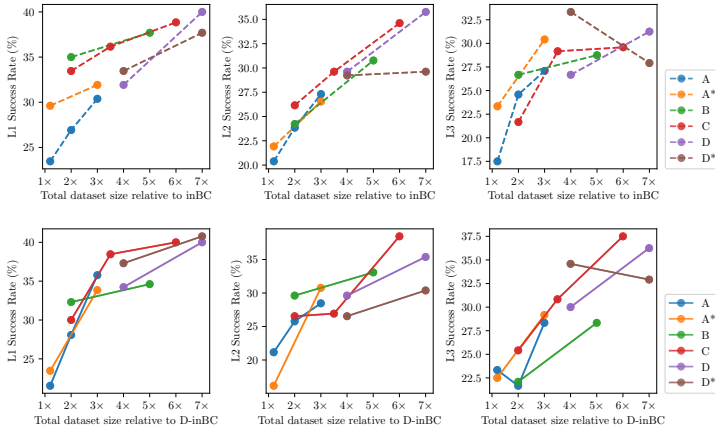 L1 Success Rate (%)
40
35
30
25
1× 2× 3× 4× 5× 6× 7×
Total dataset size relative to inBC
L2 Success Rate (%)
35.0
32.5
30.0
27.5
25.0
22.5
20.0
1× 2× 3× 4× 5× 6× 7×
Total dataset size relative to inBC
L3 Success Rate (%)
32.5
30.0
27.5
25.0
22.5
20.0
17.5
1× 2× 3× 4× 5× 6× 7×
Total dataset size relative to inBC
A
A*
B
C
D
D*
L1 Success Rate (%)
40
35
30
25
1× 2× 3× 4× 5× 6× 7×
Total dataset size relative to D-inBC
L2 Success Rate (%)
35
30
25
20
1× 2× 3× 4× 5× 6× 7×
Total dataset size relative to D-inBC
L3 Success Rate (%)
37.5
35.0
32.5
30.0
27.5
25.0
22.5
1× 2× 3× 4× 5× 6× 7×
Total dataset size relative to D-inBC
A
A*
B
C
D
D*